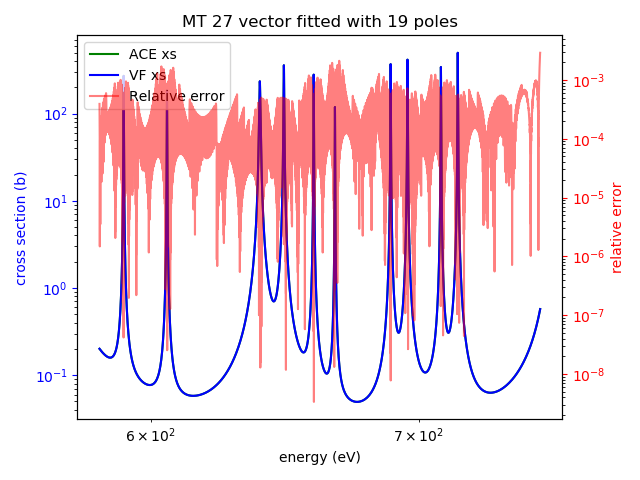 MT 27 vector fitted with 19 poles
ACE xs
VF xs
Relative error
cross section (b)
10²
10¹
10⁰
10⁻¹
10⁻³
10⁻⁴
10⁻⁵
10⁻⁶
10⁻⁷
10⁻⁸
relative error
6 × 10²
7 × 10²
energy (eV)